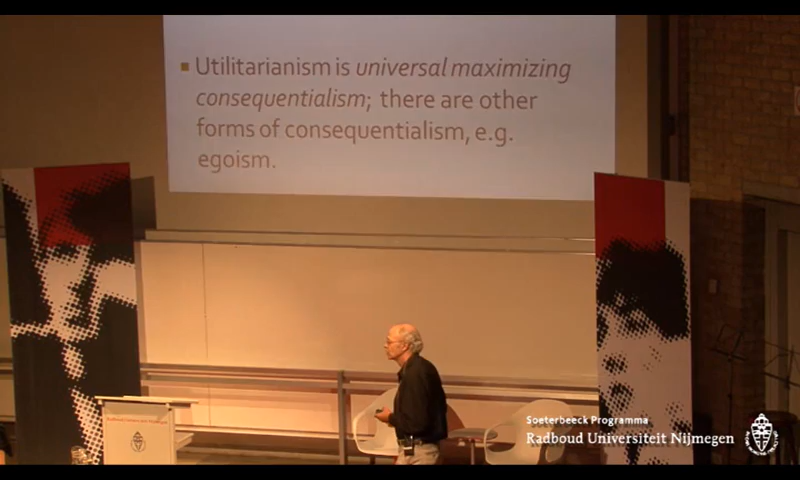 Utilitarianism is universal maximizing
consequentialism; there are other
forms of consequentialism, e.g.
egoism.
Soeterbeeck Programma
Radboud Universiteit Nijmegen